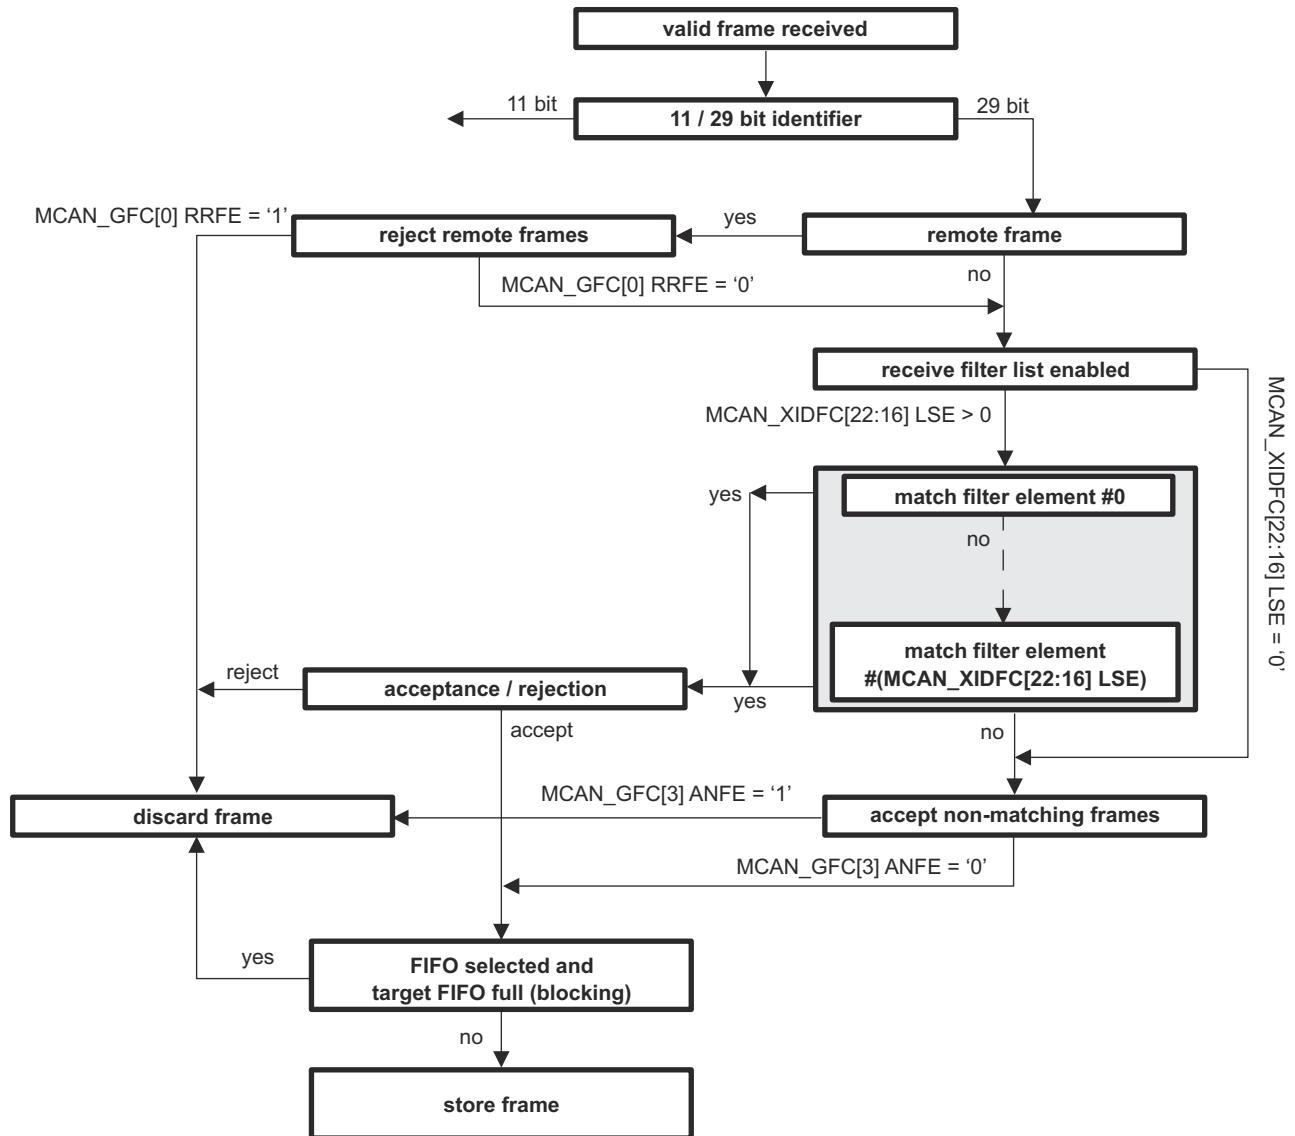 valid frame received
11 bit
11 / 29 bit identifier
29 bit
MCAN_GFC[0] RRFE = ‘1’
reject remote frames
yes
remote frame
MCAN_GFC[0] RRFE = ‘0’
no
receive filter list enabled
MCAN_XIDFC[22:16] LSE > 0
MCAN_XIDFC[22:16] LSE = ‘0’
yes
match filter element #0
no
match filter element
#(MCAN_XIDFC[22:16] LSE)
reject
acceptance / rejection
yes
accept
no
MCAN_GFC[3] ANFE = ‘1’
discard frame
accept non-matching frames
MCAN_GFC[3] ANFE = ‘0’
yes
FIFO selected and
target FIFO full (blocking)
no
store frame